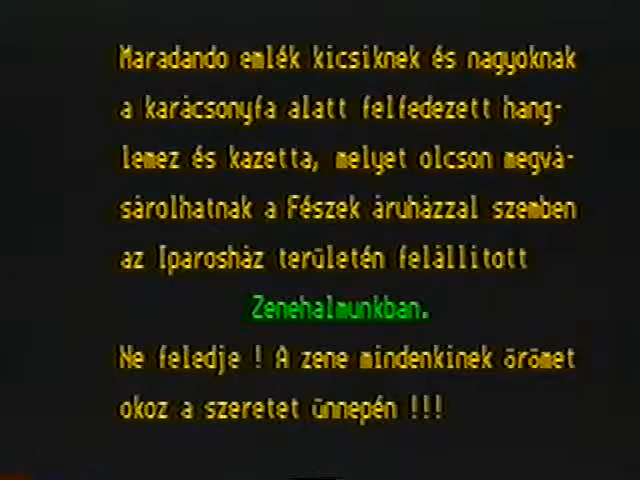 Maradando emlék kicsiknek és nagyoknak
a karácsonyfa alatt felfedezett hang-
lemez és kazetta, melyet olcson megvá-
sárolhatnak a Fészek áruházzal szemben
az Iparosház területén felállitott
Zenehalmunkban.
Ne feledje ! A zene mindenkinek örömet
okoz a szeretet ünnepén !!!